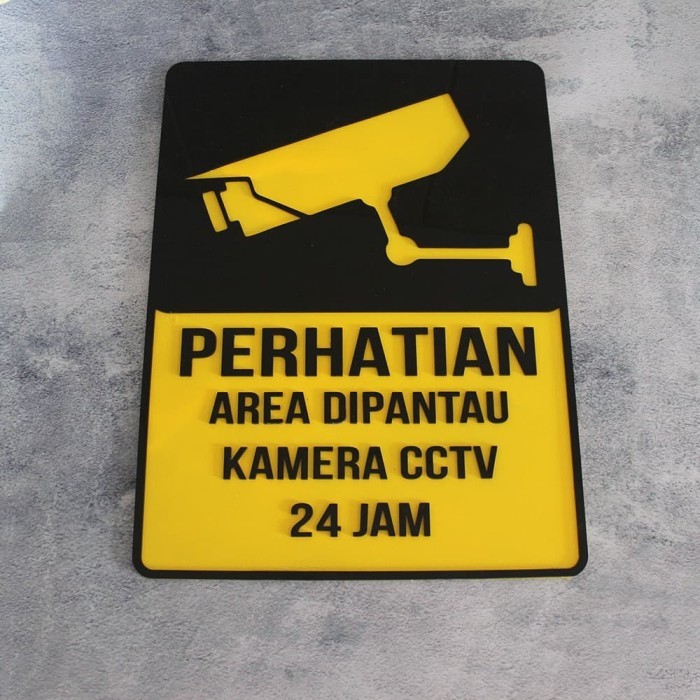 PERHATIAN
AREA DIPANTAU
KAMERA CCTV
24 JAM